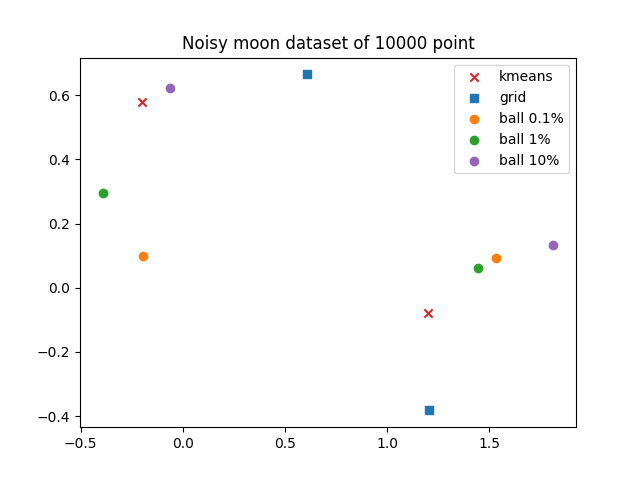 Noisy moon dataset of 10000 point
kmeans
grid
ball 0.1%
ball 1%
ball 10%
0.6
0.4
0.2
0.0
−0.2
−0.4
−0.5
0.0
0.5
1.0
1.5